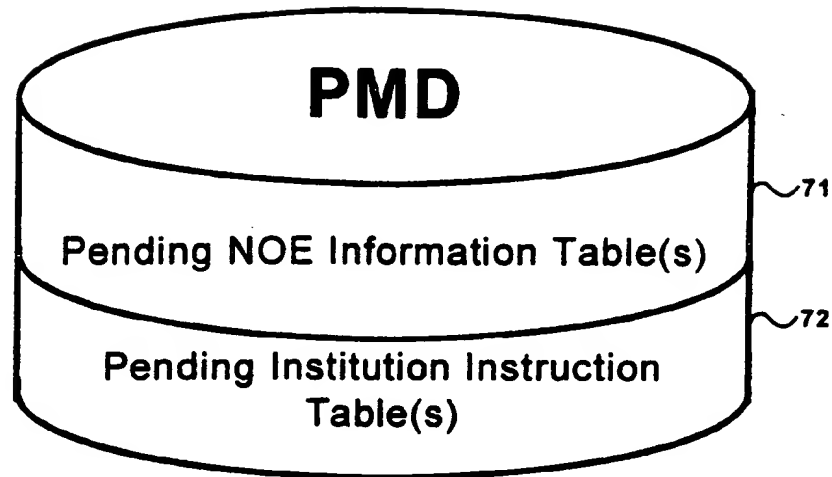 PMD
71
Pending NOE Information Table(s)
72
Pending Institution Instruction
Table(s)